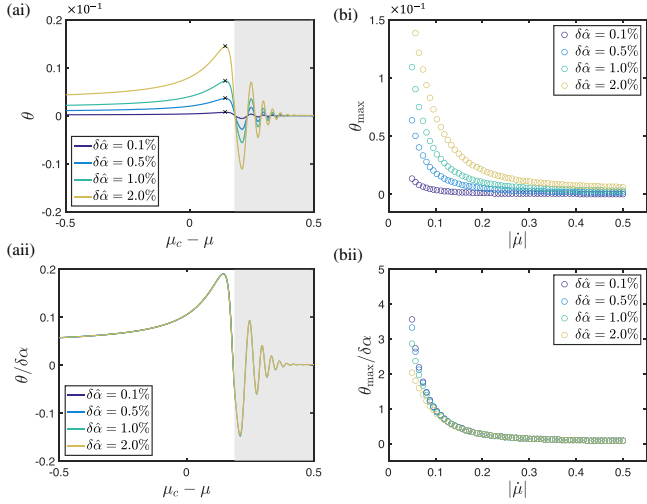 (ai)
×10⁻¹
0.2
0.1
0
-0.1
-0.2
θ
δα̂ = 0.1%
δα̂ = 0.5%
δα̂ = 1.0%
δα̂ = 2.0%
-0.5
0
0.5
μc − μ
(bi)
×10⁻¹
1.5
1
0.5
0
θmax
δα̂ = 0.1%
δα̂ = 0.5%
δα̂ = 1.0%
δα̂ = 2.0%
0
0.1
0.2
0.3
0.4
0.5
|μ̇|
(aii)
0.2
0.1
0
-0.1
-0.2
θ/δα
δα̂ = 0.1%
δα̂ = 0.5%
δα̂ = 1.0%
δα̂ = 2.0%
-0.5
0
0.5
μc − μ
(bii)
5
4
3
2
1
0
θmax/δα
δα̂ = 0.1%
δα̂ = 0.5%
δα̂ = 1.0%
δα̂ = 2.0%
0
0.1
0.2
0.3
0.4
0.5
|μ̇|